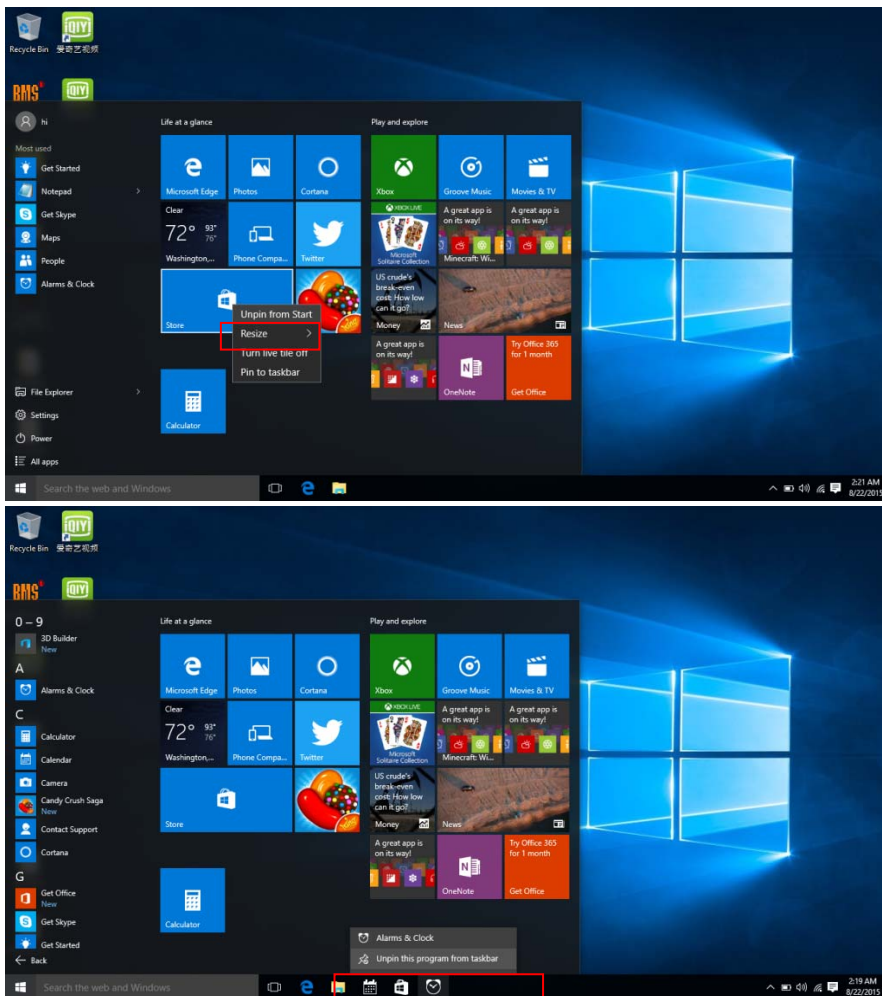 Recycle Bin
爱奇艺视频
iQIY
BMS
QIY
hi
Most used
Get Started
Notepad
Get Skype
Maps
People
Alarms & Clock
File Explorer
Settings
Power
All apps
Life at a glance
Microsoft Edge
Photos
Cortana
Clear
72° 93° 76°
Washington,...
Phone Compa...
Twitter
Store
Unpin from Start
Resize
Turn live tile off
Pin to taskbar
Calculator
Play and explore
Xbox
Groove Music
Movies & TV
XBOX LIVE
Microsoft
Solitaire Collection
A great app is
on its way!
Minecraft: Wi...
A great app is
on its way!
US crude's
break-even
cost: How low
can it go?
Money
News
A great app is
on its way!
OneNote
Try Office 365
for 1 month
Get Office
Search the web and Windows
2:21 AM
8/22/2015
Recycle Bin
爱奇艺视频
iQIY
BMS
QIY
0 – 9
3D Builder
New
A
Alarms & Clock
C
Calculator
Calendar
Camera
Candy Crush Saga
New
Contact Support
Cortana
G
Get Office
New
Get Skype
Get Started
Back
Life at a glance
Microsoft Edge
Photos
Cortana
Clear
72° 93° 76°
Washington,...
Phone Compa...
Twitter
Store
Calculator
Play and explore
Xbox
Groove Music
Movies & TV
XBOX LIVE
Microsoft
Solitaire Collection
A great app is
on its way!
Minecraft: Wi...
A great app is
on its way!
US crude's
break-even
cost: How low
can it go?
Money
News
A great app is
on its way!
OneNote
Try Office 365
for 1 month
Get Office
Alarms & Clock
Unpin this program from taskbar
Search the web and Windows
2:19 AM
8/22/2015